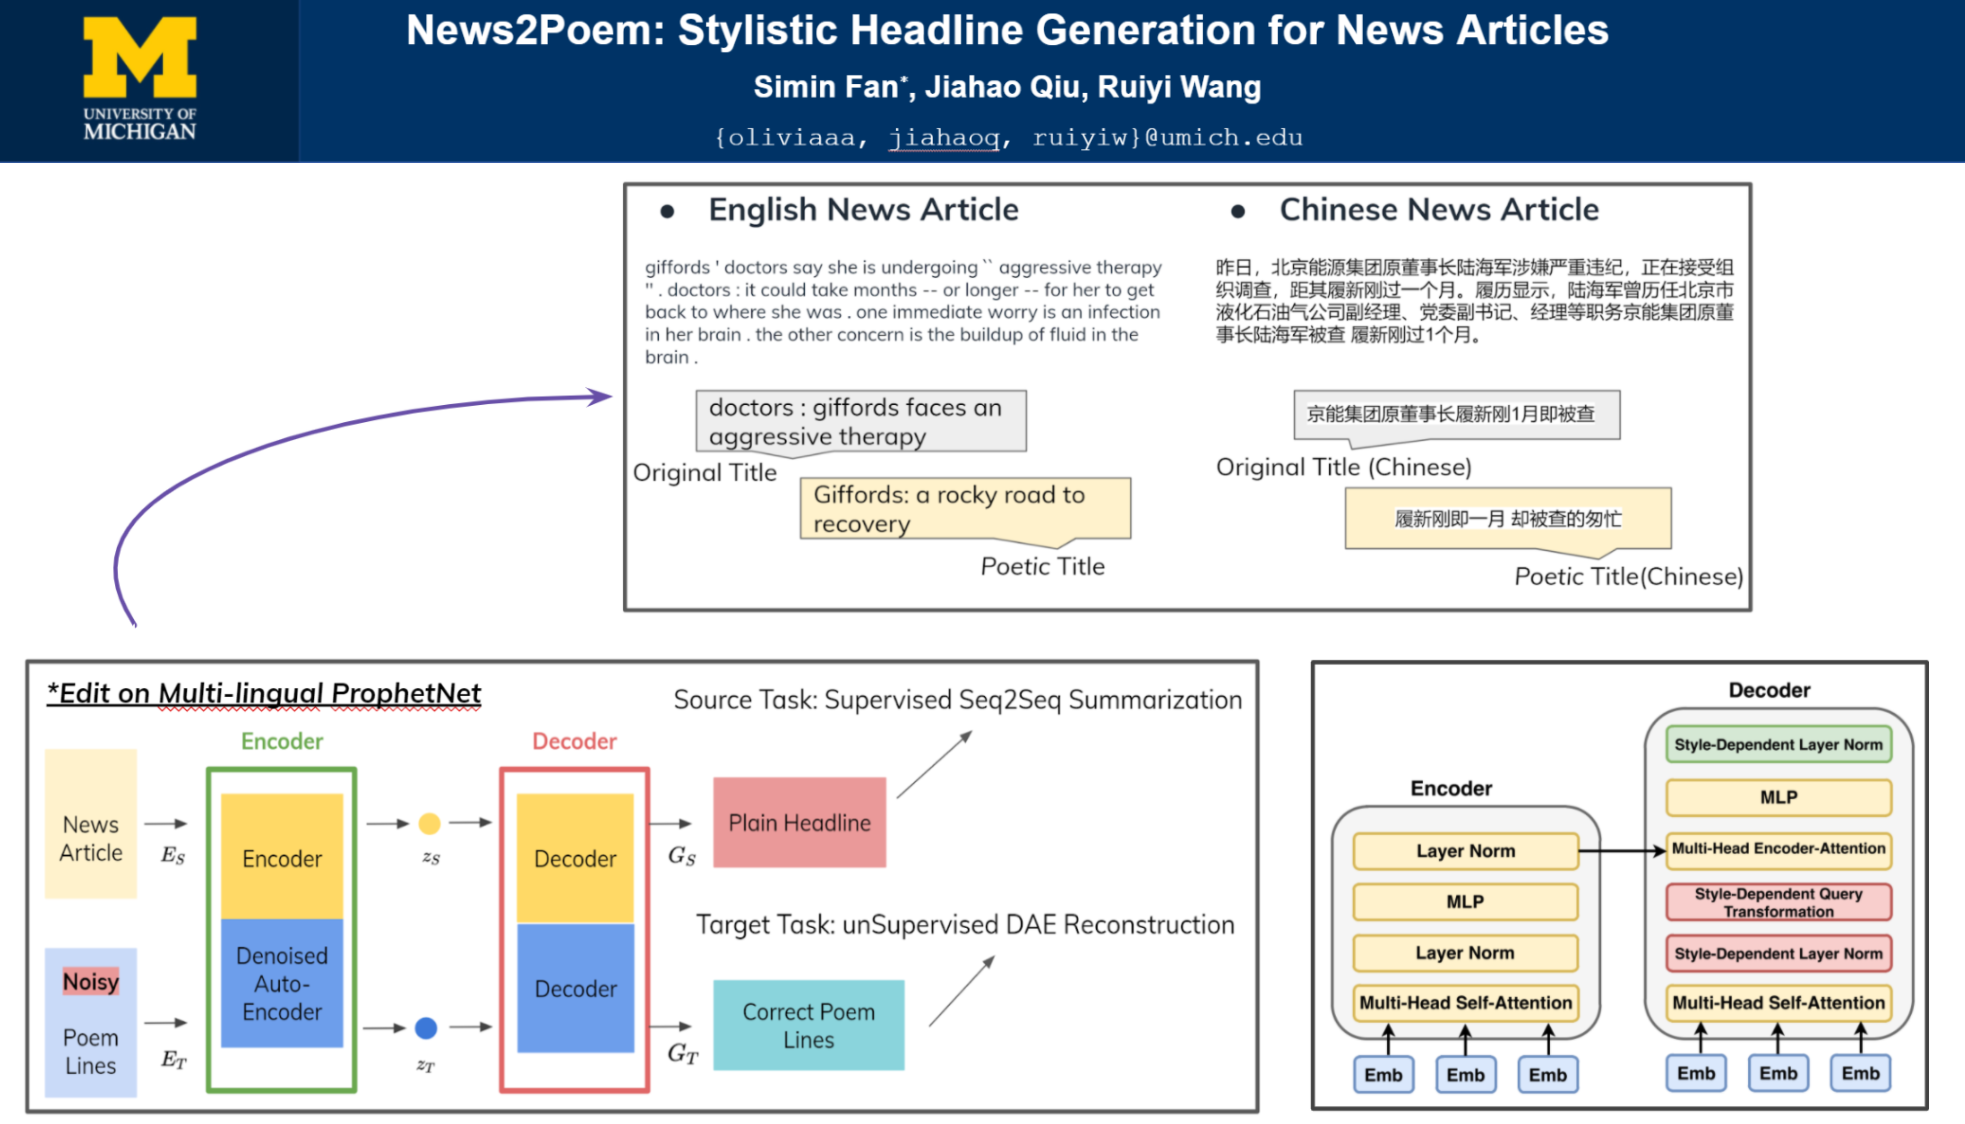 News2Poem: Stylistic Headline Generation for News Articles
Simin Fan*, Jiahao Qiu, Ruiyi Wang
{oliviaaa, jiahaoq, ruiyiw}@umich.edu
M
UNIVERSITY OF
MICHIGAN
● English News Article
giffords ' doctors say she is undergoing `` aggressive therapy
" . doctors : it could take months -- or longer -- for her to get
back to where she was . one immediate worry is an infection
in her brain . the other concern is the buildup of fluid in the
brain .
doctors : giffords faces an
aggressive therapy
Original Title
Giffords: a rocky road to
recovery
Poetic Title
● Chinese News Article
昨日，北京能源集团原董事长陆海军涉嫌严重违纪，正在接受组
织调查，距其履新刚过一个月。履历显示，陆海军曾历任北京市
液化石油气公司副经理、党委副书记、经理等职务京能集团原董
事长陆海军被查 履新刚过1个月。
京能集团原董事长履新刚1月即被查
Original Title (Chinese)
履新刚即一月 却被查的匆忙
Poetic Title(Chinese)
*Edit on Multi-lingual ProphetNet
Source Task: Supervised Seq2Seq Summarization
Encoder
Decoder
News
Article
E_S
Encoder
z_S
Decoder
G_S
Plain Headline
Target Task: unSupervised DAE Reconstruction
Noisy
Poem
Lines
E_T
Denoised
Auto-
Encoder
z_T
Decoder
G_T
Correct Poem
Lines
Encoder
Layer Norm
MLP
Layer Norm
Multi-Head Self-Attention
Emb
Emb
Emb
Decoder
Style-Dependent Layer Norm
MLP
Multi-Head Encoder-Attention
Style-Dependent Query
Transformation
Style-Dependent Layer Norm
Multi-Head Self-Attention
Emb
Emb
Emb